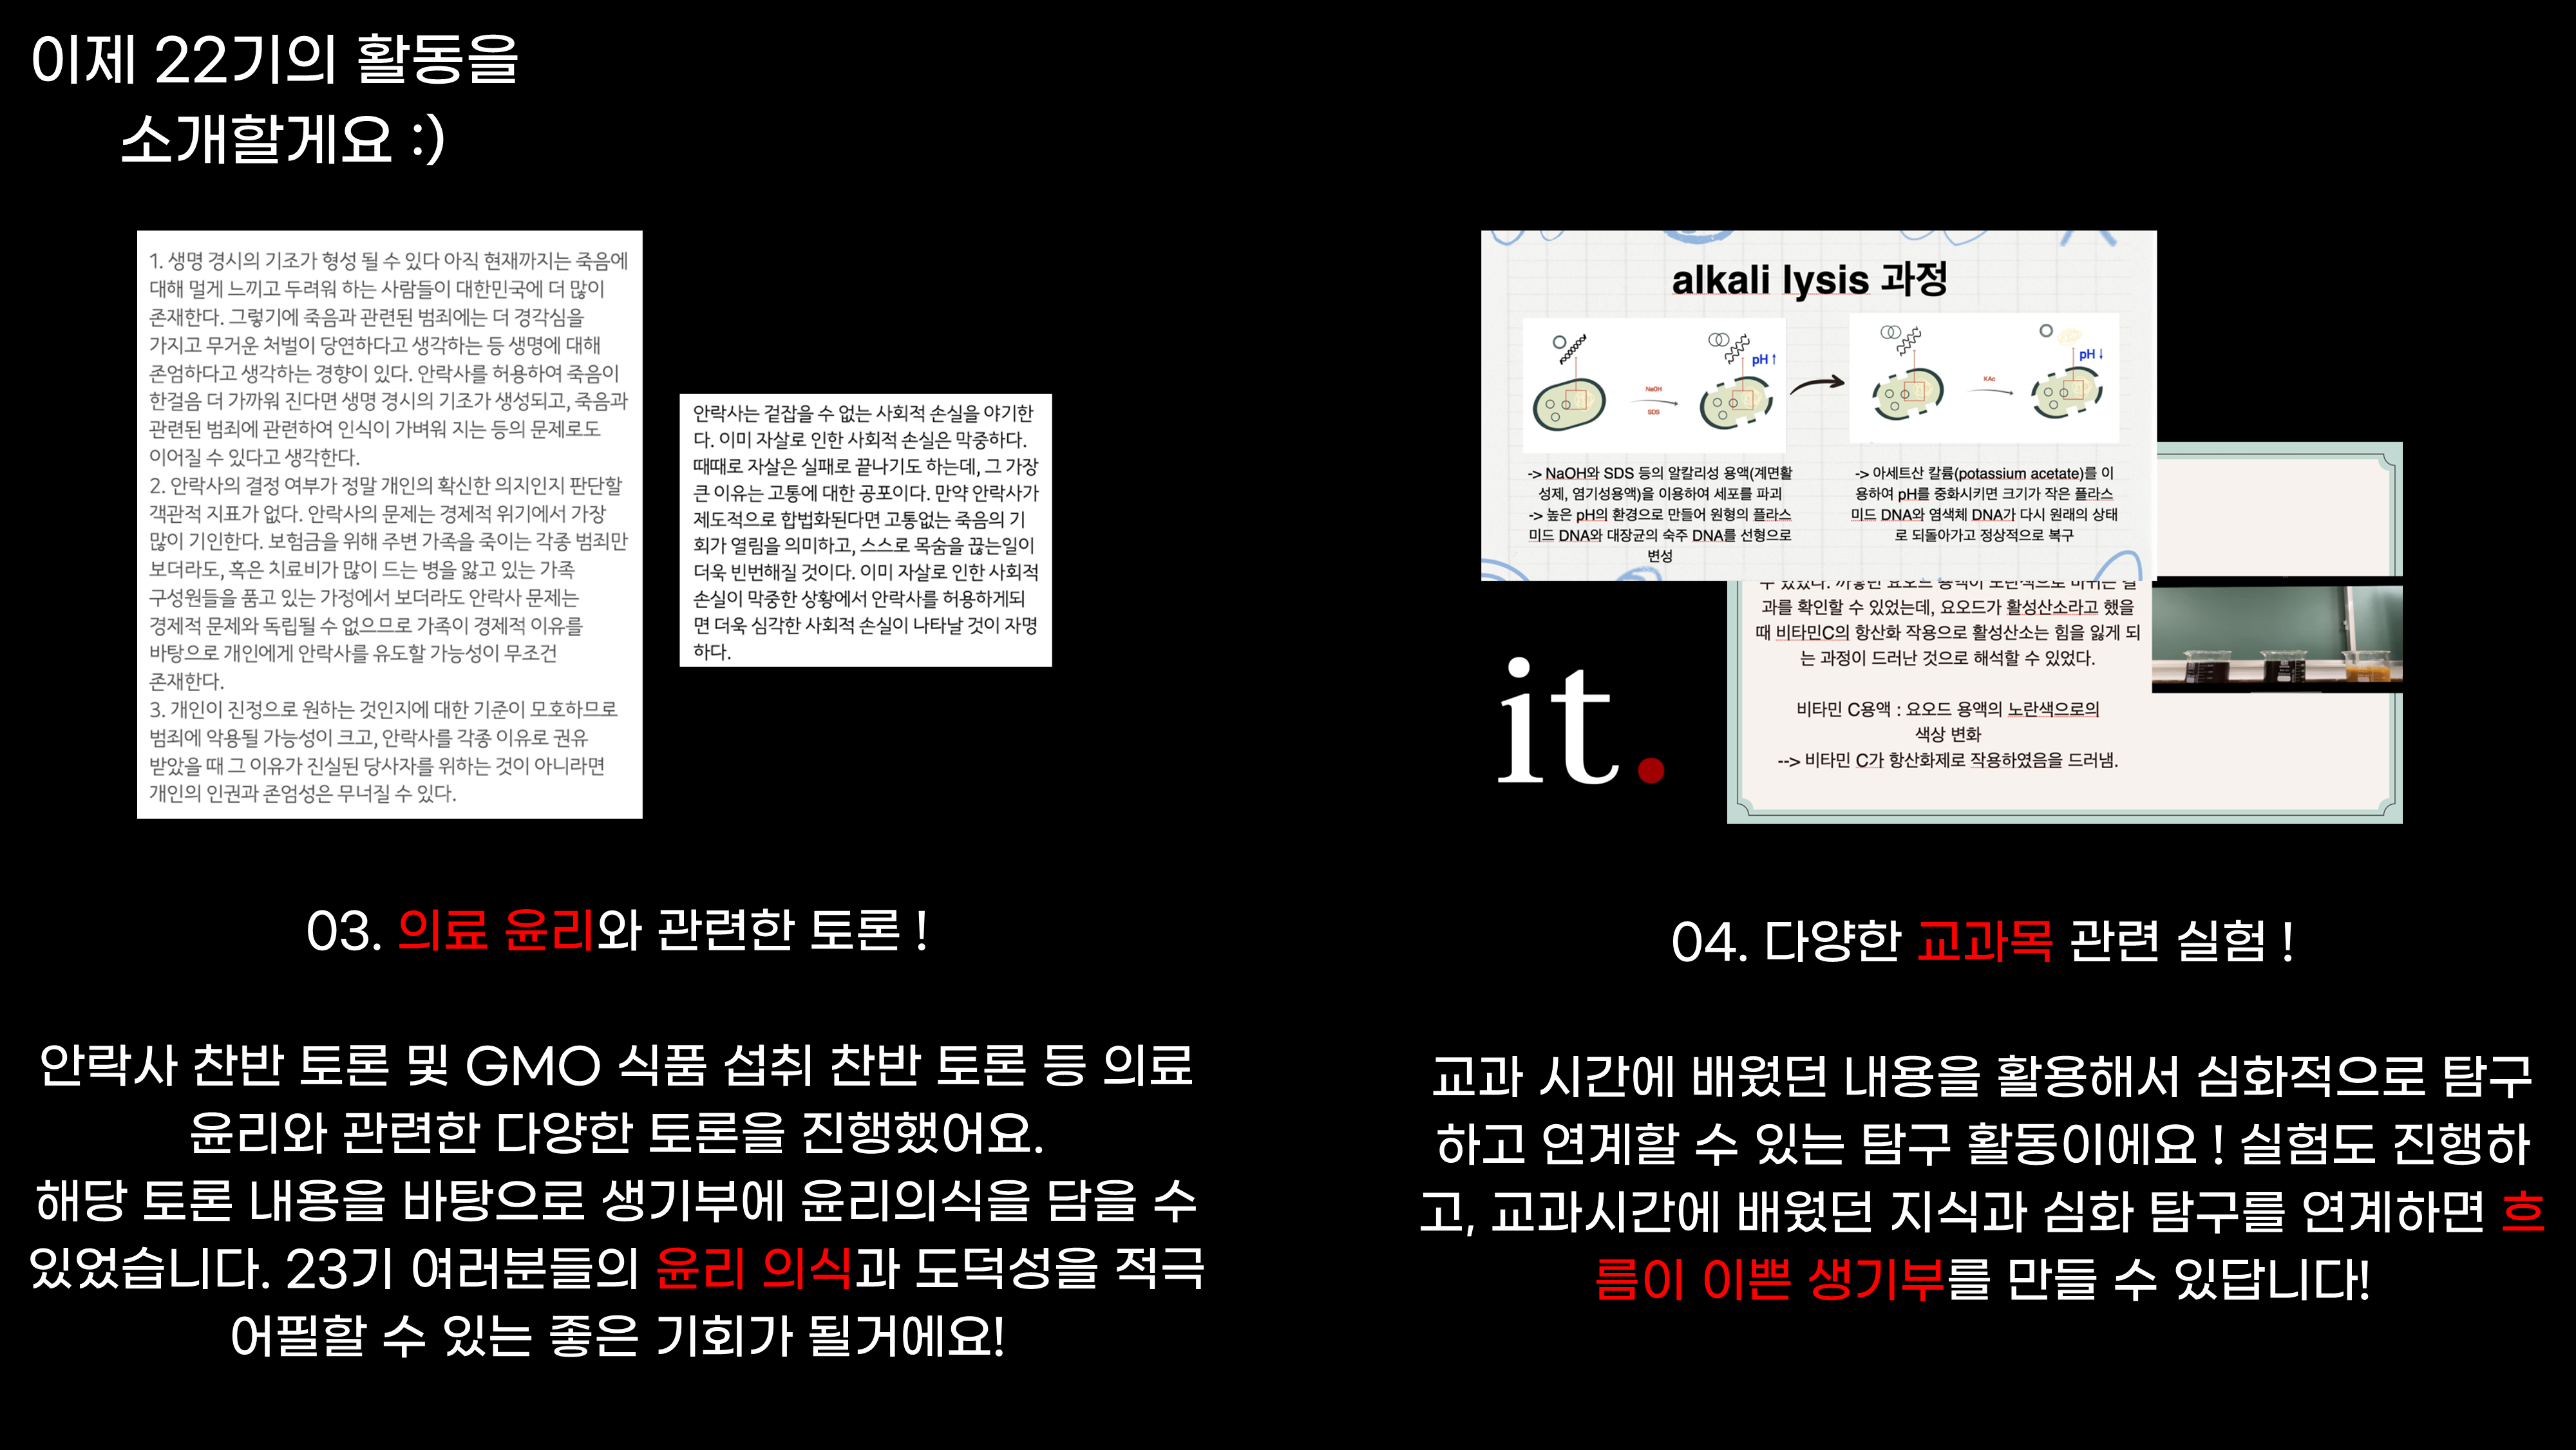 이제 22기의 활동을
소개할게요 :)
1. 생명 경시의 기조가 형성 될 수 있다 아직 현재까지는 죽음에
대해 멀게 느끼고 두려워 하는 사람들이 대한민국에 더 많이
존재한다. 그렇기에 죽음과 관련된 범죄에는 더 경각심을
가지고 무거운 처벌이 당연하다고 생각하는 등 생명에 대해
존엄하다고 생각하는 경향이 있다. 안락사를 허용하여 죽음이
한걸음 더 가까워 진다면 생명 경시의 기조가 생성되고, 죽음과
관련된 범죄에 관련하여 인식이 가벼워 지는 등의 문제로도
이어질 수 있다고 생각한다.
2. 안락사의 결정 여부가 정말 개인의 확신한 의지인지 판단할
객관적 지표가 없다. 안락사의 문제는 경제적 위기에서 가장
많이 기인한다. 보험금을 위해 주변 가족을 죽이는 각종 범죄만
보더라도, 혹은 치료비가 많이 드는 병을 앓고 있는 가족
구성원들을 품고 있는 가정에서 보더라도 안락사 문제는
경제적 문제와 독립될 수 없으므로 가족이 경제적 이유를
바탕으로 개인에게 안락사를 유도할 가능성이 무조건
존재한다.
3. 개인이 진정으로 원하는 것인지에 대한 기준이 모호하므로
범죄에 악용될 가능성이 크고, 안락사를 각종 이유로 권유
받았을 때 그 이유가 진실된 당사자를 위하는 것이 아니라면
개인의 인권과 존엄성은 무너질 수 있다.
안락사는 걷잡을 수 없는 사회적 손실을 야기한
다. 이미 자살로 인한 사회적 손실은 막중하다.
때때로 자살은 실패로 끝나기도 하는데, 그 가장
큰 이유는 고통에 대한 공포이다. 만약 안락사가
제도적으로 합법화된다면 고통없는 죽음의 기
회가 열림을 의미하고, 스스로 목숨을 끊는일이
더욱 빈번해질 것이다. 이미 자살로 인한 사회적
손실이 막중한 상황에서 안락사를 허용하게되
면 더욱 심각한 사회적 손실이 나타날 것이 자명
하다.
03. 의료 윤리와 관련한 토론 !
안락사 찬반 토론 및 GMO 식품 섭취 찬반 토론 등 의료
윤리와 관련한 다양한 토론을 진행했어요.
해당 토론 내용을 바탕으로 생기부에 윤리의식을 담을 수
있었습니다. 23기 여러분들의 윤리 의식과 도덕성을 적극
어필할 수 있는 좋은 기회가 될거에요!
alkali lysis 과정
NaOH
SDS
pH↑
KAc
pH↓
-> NaOH와 SDS 등의 알칼리성 용액(계면활
성제, 염기성용액)을 이용하여 세포를 파괴
-> 높은 pH의 환경으로 만들어 원형의 플라스
미드 DNA와 대장균의 숙주 DNA를 선형으로
변성
-> 아세트산 칼륨(potassium acetate)를 이
용하여 pH를 중화시키면 크기가 작은 플라스
미드 DNA와 염색체 DNA가 다시 원래의 상태
로 되돌아가고 정상적으로 복구
수 있었다. 까맣던 요오드 용액이 노란색으로 바뀌는 결
과를 확인할 수 있었는데, 요오드가 활성산소라고 했을
때 비타민C의 항산화 작용으로 활성산소는 힘을 잃게 되
는 과정이 드러난 것으로 해석할 수 있었다.
비타민 C용액 : 요오드 용액의 노란색으로의
색상 변화
--> 비타민 C가 항산화제로 작용하였음을 드러냄.
it.
04. 다양한 교과목 관련 실험 !
교과 시간에 배웠던 내용을 활용해서 심화적으로 탐구
하고 연계할 수 있는 탐구 활동이에요 ! 실험도 진행하
고, 교과시간에 배웠던 지식과 심화 탐구를 연계하면 흐
름이 이쁜 생기부를 만들 수 있답니다!